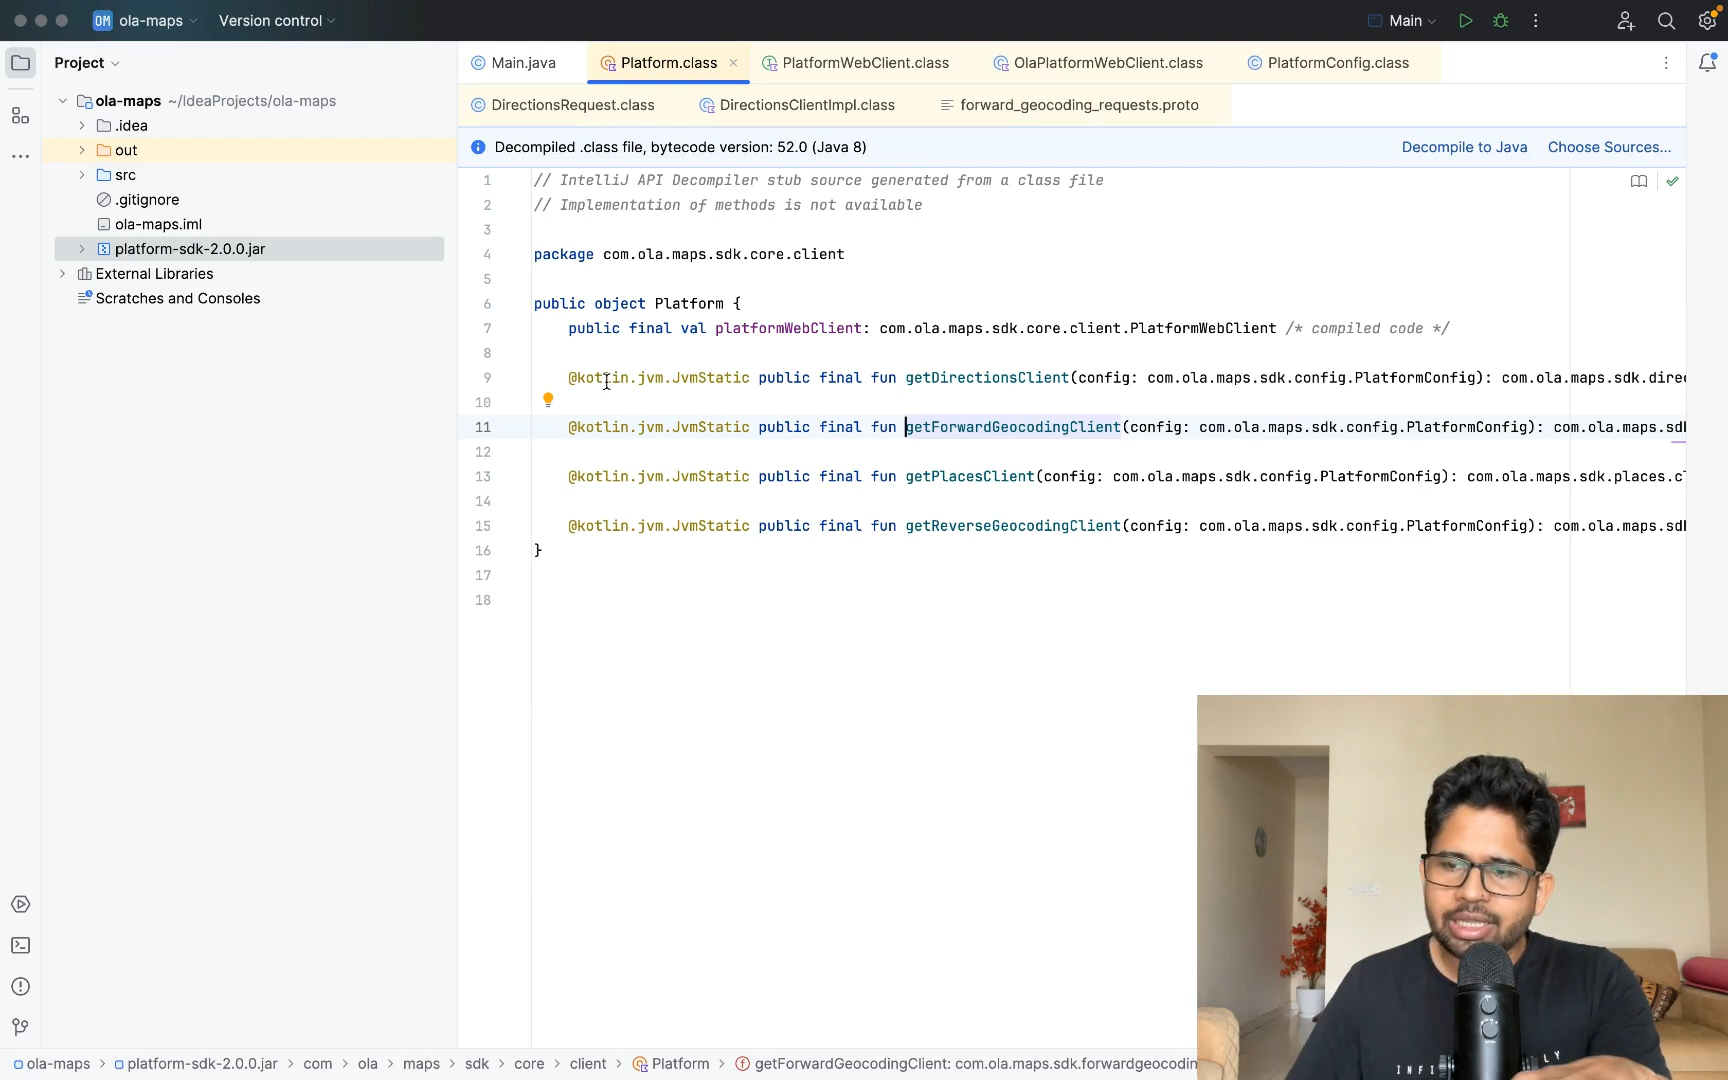 OM ola-maps Version control Main
Project
ola-maps ~/IdeaProjects/ola-maps
.idea
out
src
.gitignore
ola-maps.iml
platform-sdk-2.0.0.jar
External Libraries
Scratches and Consoles
Main.java Platform.class PlatformWebClient.class OlaPlatformWebClient.class PlatformConfig.class
DirectionsRequest.class DirectionsClientImpl.class forward_geocoding_requests.proto
Decompiled .class file, bytecode version: 52.0 (Java 8) Decompile to Java Choose Sources...
1 // IntelliJ API Decompiler stub source generated from a class file
2 // Implementation of methods is not available
3
4 package com.ola.maps.sdk.core.client
5
6 public object Platform {
7 public final val platformWebClient: com.ola.maps.sdk.core.client.PlatformWebClient /* compiled code */
8
9 @kotlin.jvm.JvmStatic public final fun getDirectionsClient(config: com.ola.maps.sdk.config.PlatformConfig): com.ola.maps.sdk.dire
10
11 @kotlin.jvm.JvmStatic public final fun getForwardGeocodingClient(config: com.ola.maps.sdk.config.PlatformConfig): com.ola.maps.sd
12
13 @kotlin.jvm.JvmStatic public final fun getPlacesClient(config: com.ola.maps.sdk.config.PlatformConfig): com.ola.maps.sdk.places.c
14
15 @kotlin.jvm.JvmStatic public final fun getReverseGeocodingClient(config: com.ola.maps.sdk.config.PlatformConfig): com.ola.maps.sd
16 }
17
18
ola-maps > platform-sdk-2.0.0.jar > com > ola > maps > sdk > core > client > Platform > getForwardGeocodingClient: com.ola.maps.sdk.forwardgeocoding